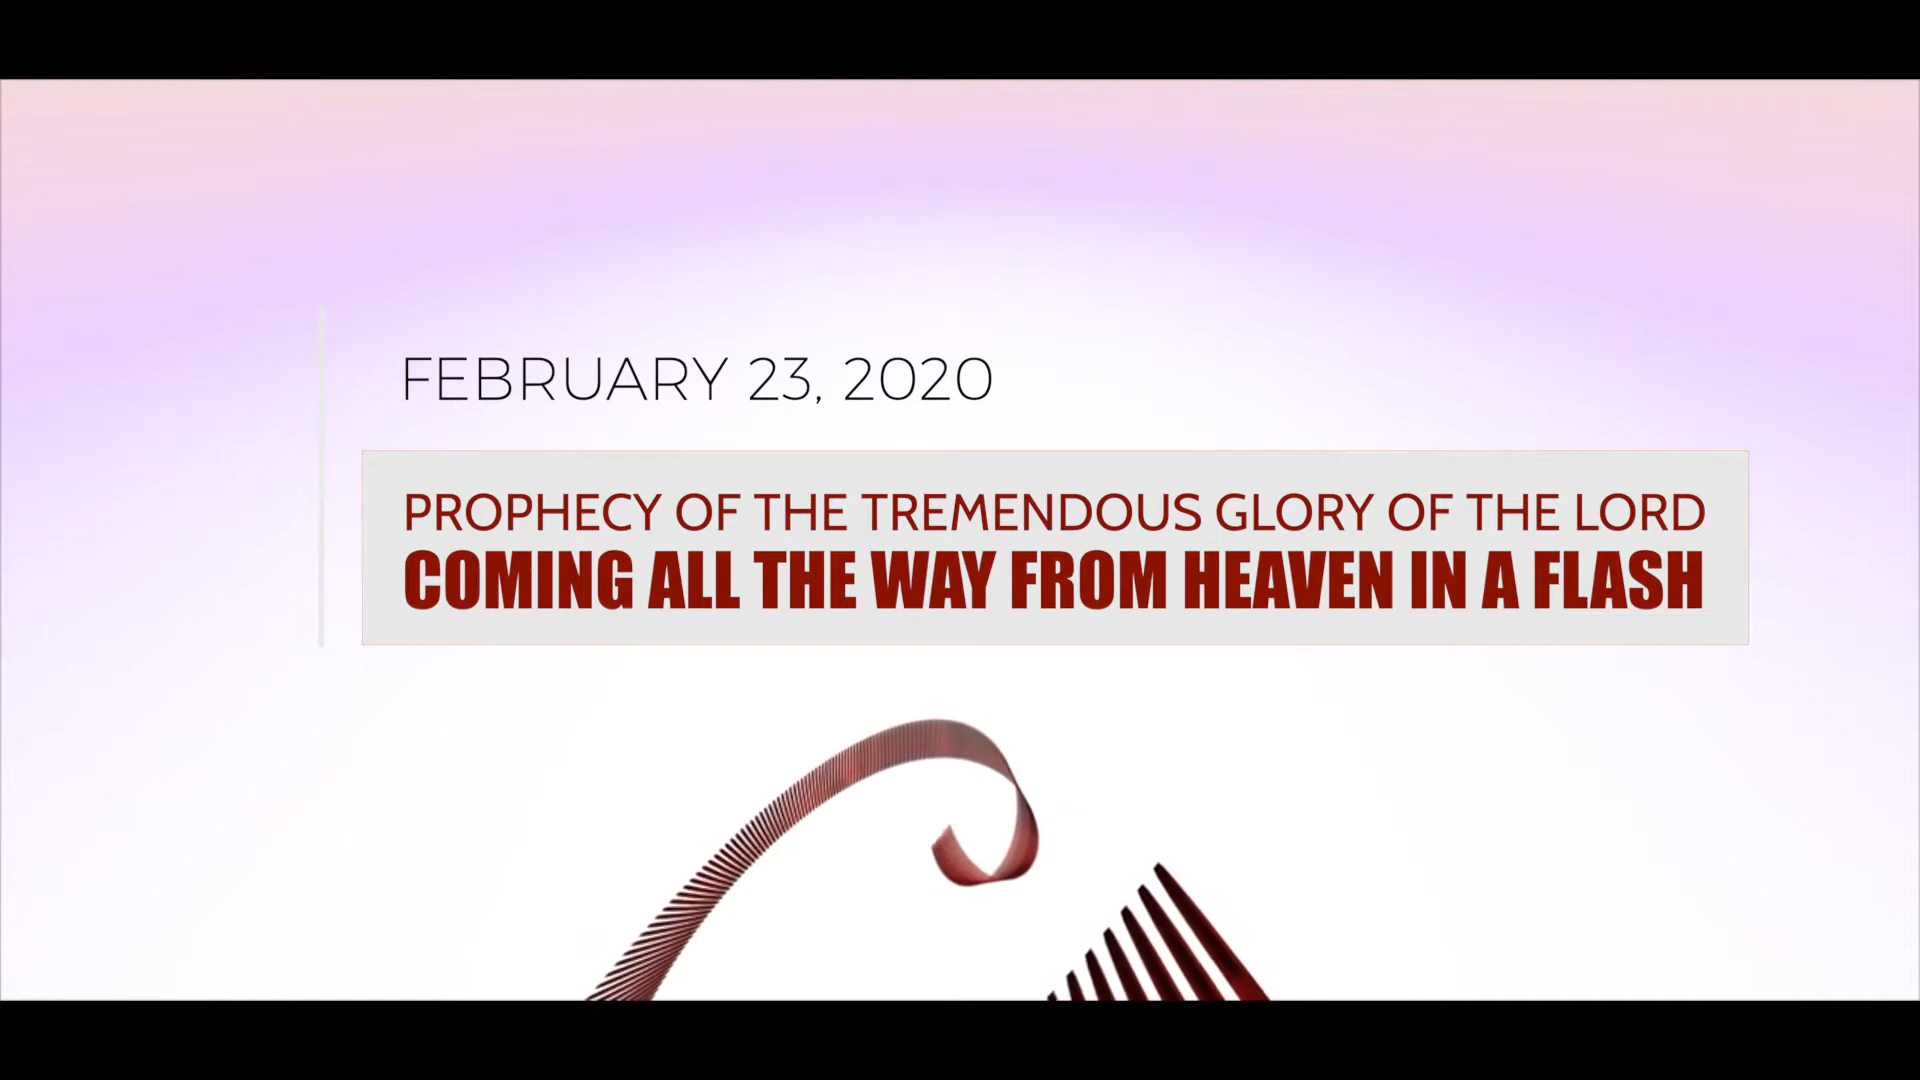 FEBRUARY 23, 2020
PROPHECY OF THE TREMENDOUS GLORY OF THE LORD
COMING ALL THE WAY FROM HEAVEN IN A FLASH